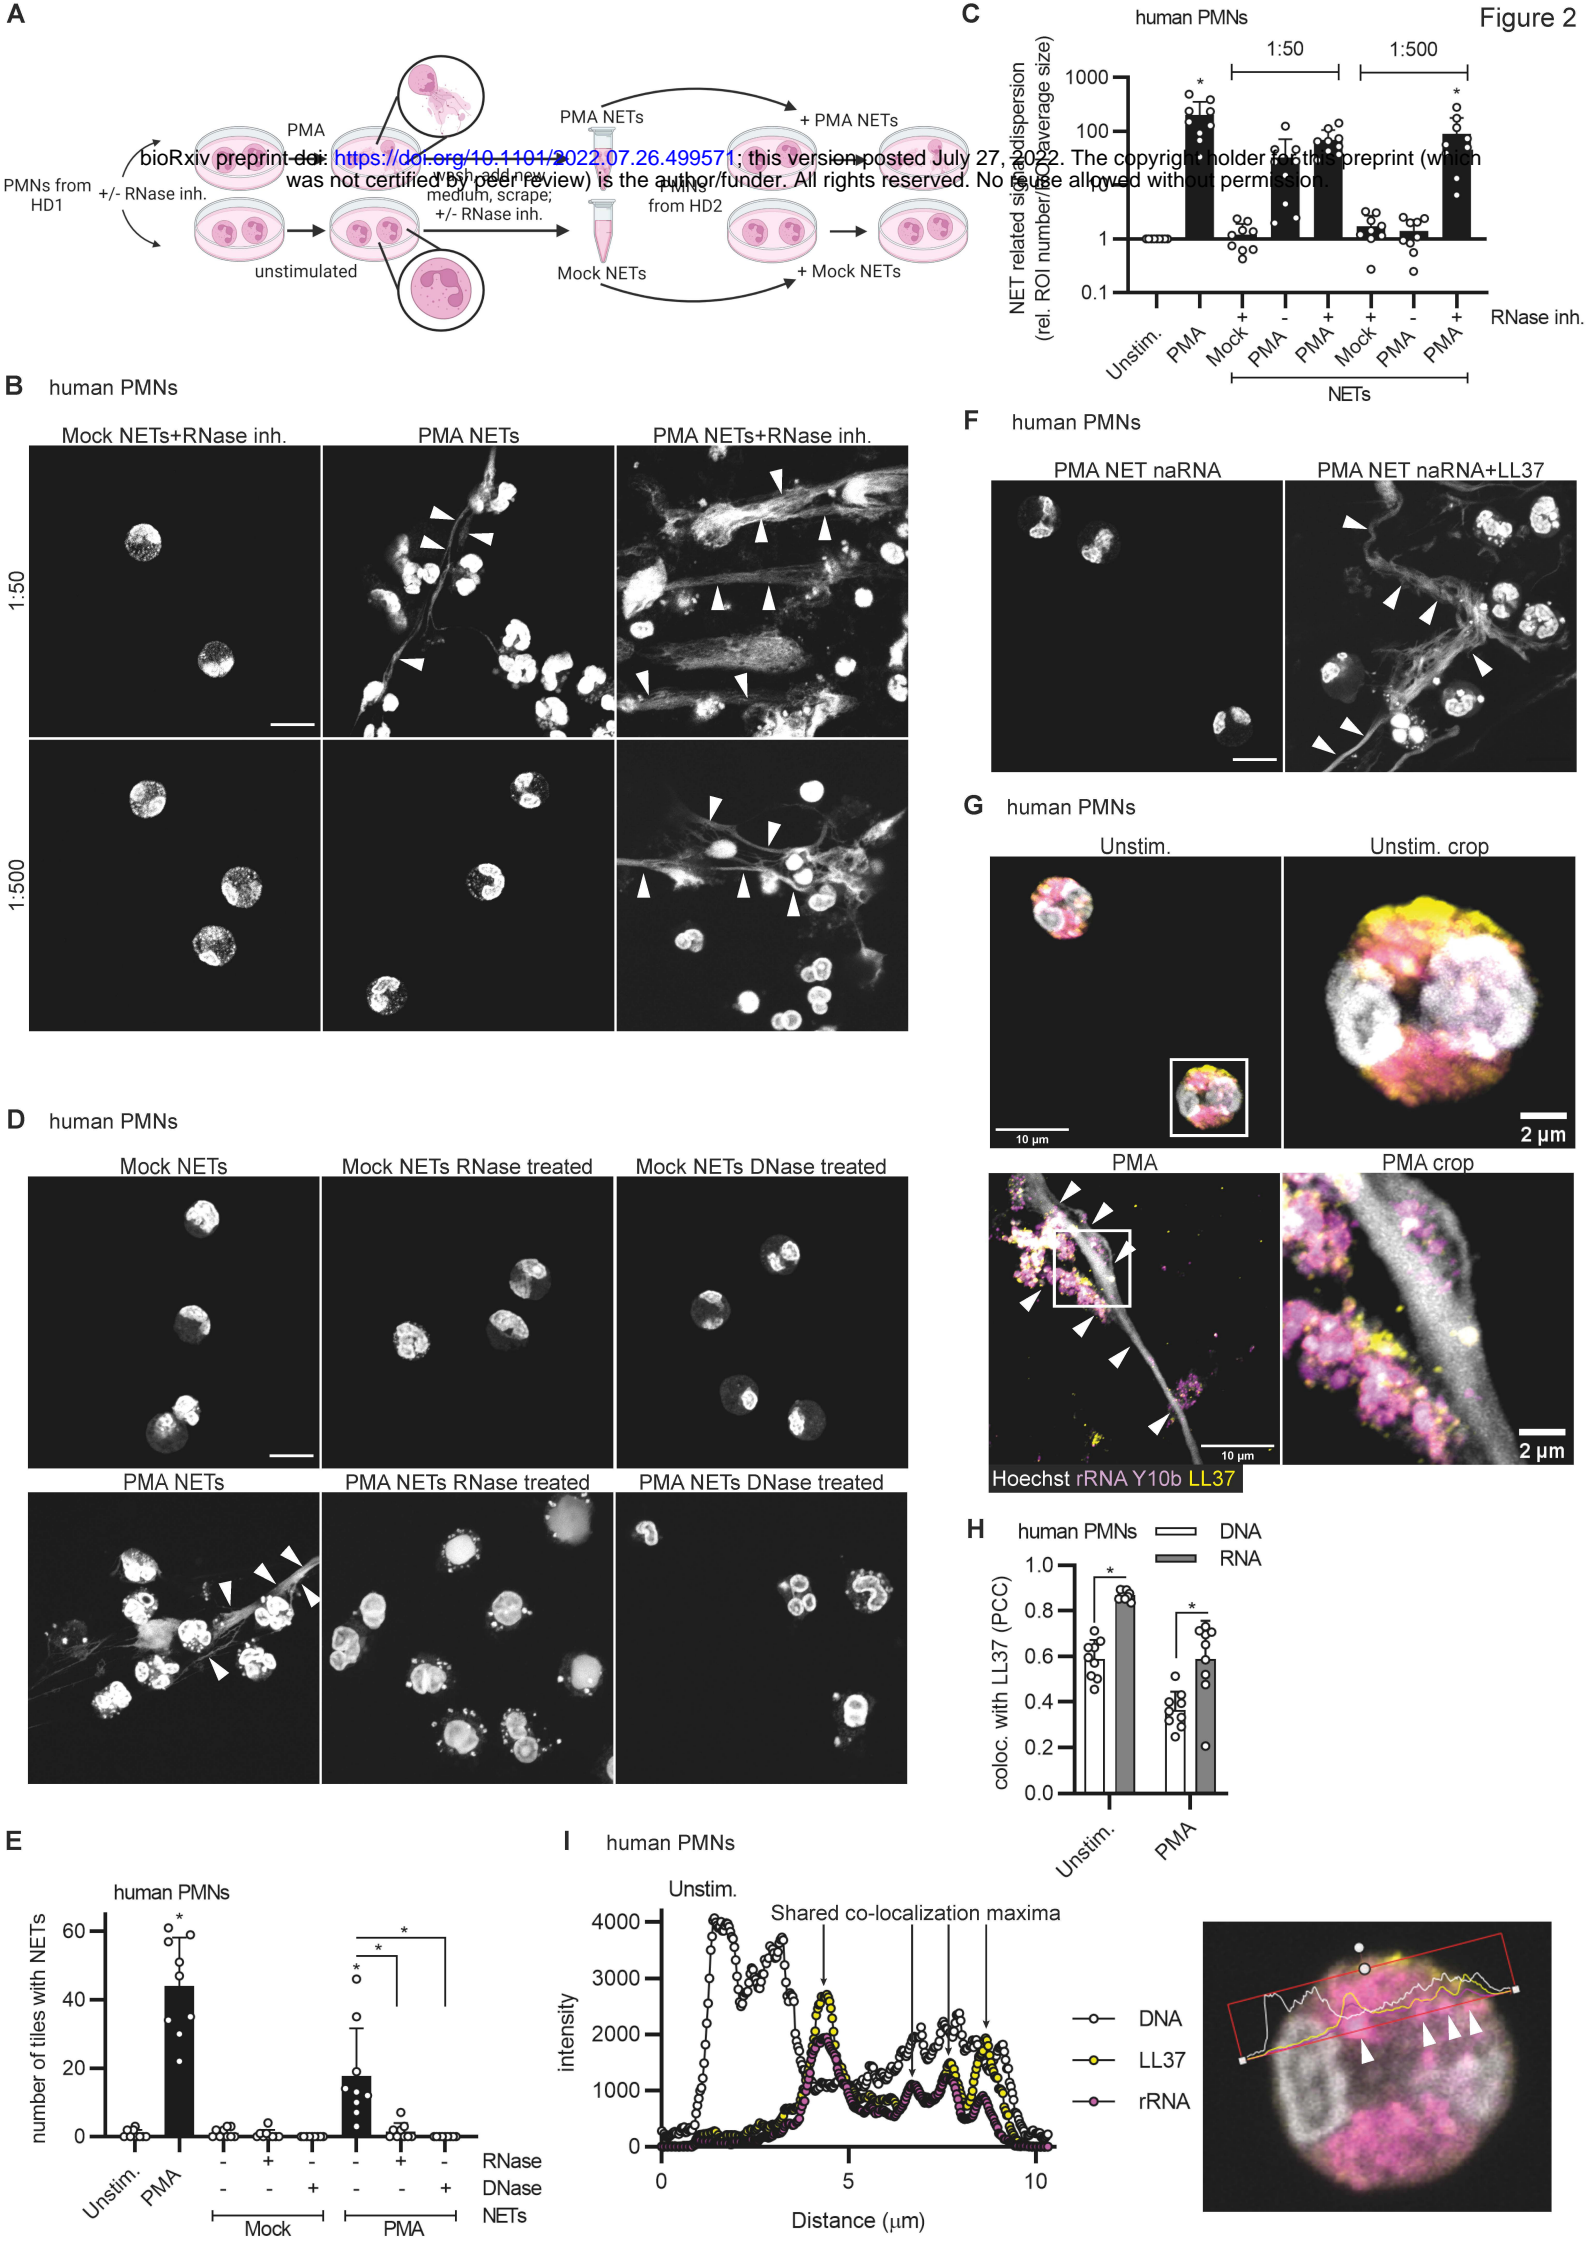 Figure 2
A
PMNs from
HD1
+/- RNase inh.
PMA
unstimulated
wash, add new
medium, scrape;
+/- RNase inh.
PMA NETs
Mock NETs
PMNs
from HD2
+ PMA NETs
+ Mock NETs
bioRxiv preprint doi: https://doi.org/10.1101/2022.07.26.499571; this version posted July 27, 2022. The copyright holder for this preprint (which
was not certified by peer review) is the author/funder. All rights reserved. No reuse allowed without permission.
C
human PMNs
1:50
1:500
NET related signal dispersion
(rel. ROI number/ROI average size)
1000
100
10
1
0.1
*
*
+ - + + - +
RNase inh.
Unstim.
PMA
Mock
PMA
PMA
Mock
PMA
PMA
NETs
B
human PMNs
Mock NETs+RNase inh.
PMA NETs
PMA NETs+RNase inh.
1:50
1:500
F
human PMNs
PMA NET naRNA
PMA NET naRNA+LL37
G
human PMNs
Unstim.
Unstim. crop
10 µm
2 µm
PMA
PMA crop
10 µm
2 µm
Hoechst rRNA Y10b LL37
D
human PMNs
Mock NETs
Mock NETs RNase treated
Mock NETs DNase treated
PMA NETs
PMA NETs RNase treated
PMA NETs DNase treated
H
human PMNs
DNA
RNA
coloc. with LL37 (PCC)
1.0
0.8
0.6
0.4
0.2
0.0
*
*
Unstim.
PMA
E
human PMNs
number of tiles with NETs
60
40
20
0
*
*
*
*
- + - - + - RNase
- - + - - + DNase
Unstim.
PMA
Mock
PMA
NETs
I
human PMNs
Unstim.
Shared co-localization maxima
intensity
4000
3000
2000
1000
0
0
5
10
Distance (µm)
DNA
LL37
rRNA